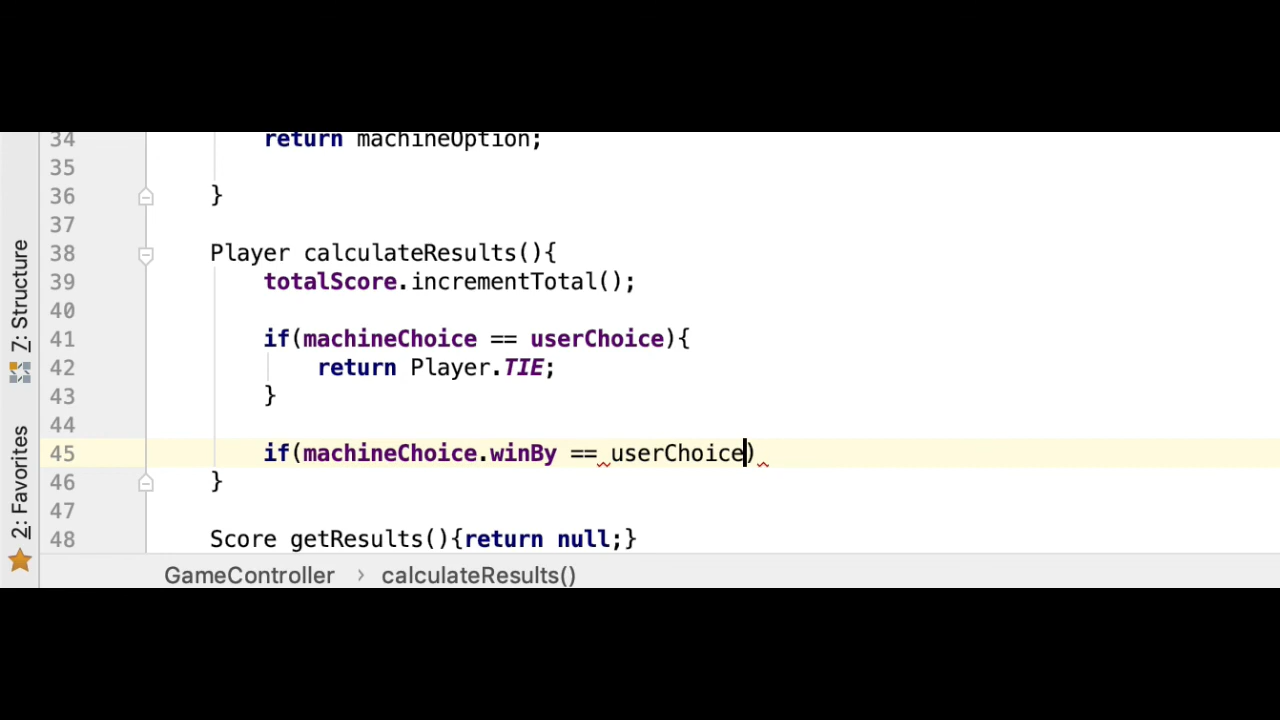 34 return machineOption;
35
36 }
37
38 Player calculateResults(){
39 totalScore.incrementTotal();
40
41 if(machineChoice == userChoice){
42 return Player.TIE;
43 }
44
45 if(machineChoice.winBy == userChoice)
46 }
47
48 Score getResults(){return null;}
Z: Structure
2: Favorites
GameController › calculateResults()